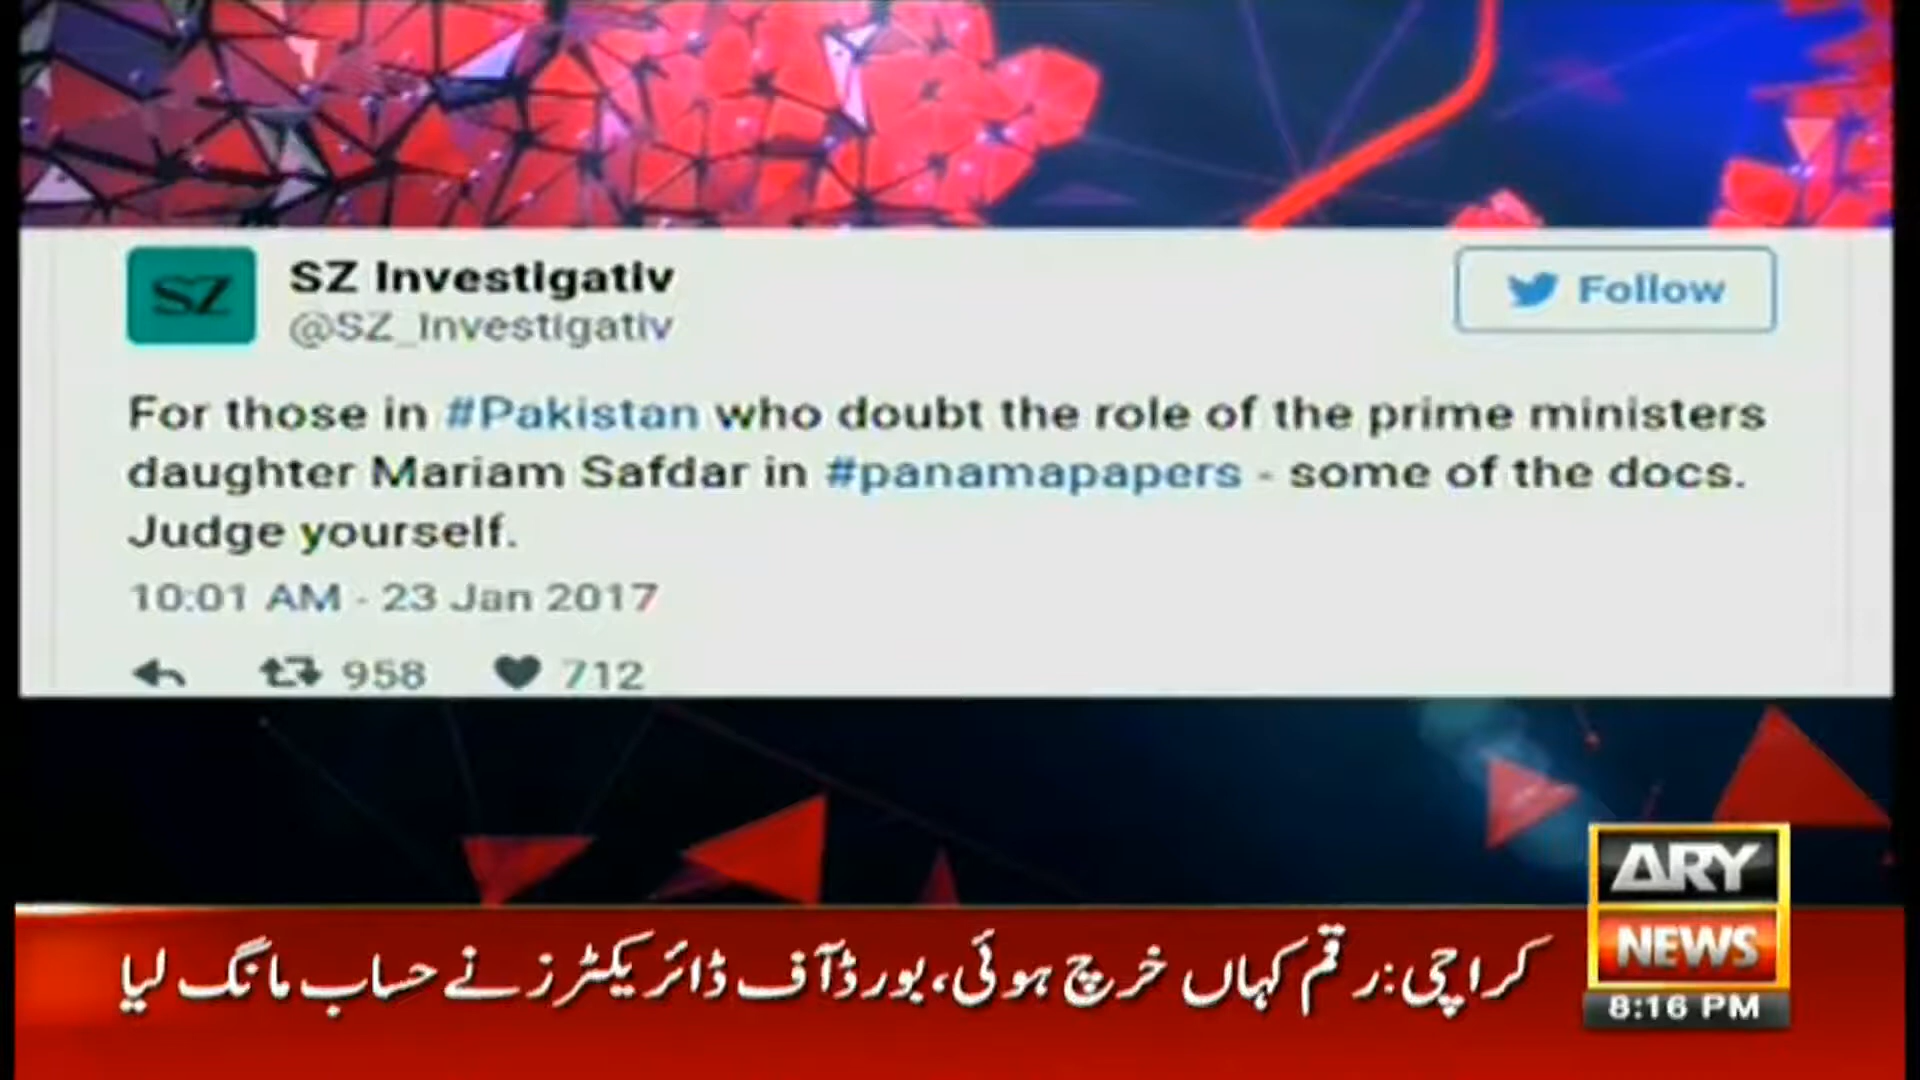 SZ
SZ Investigativ
@SZ_Investigativ
Follow
For those in #Pakistan who doubt the role of the prime ministers
daughter Mariam Safdar in #panamapapers - some of the docs.
Judge yourself.
10:01 AM - 23 Jan 2017
958 712
ARY
NEWS
کراچی:رقم کہاں خرچ ہوئی، بورڈ آف ڈائریکٹرز نے حساب مانگ لیا
8:16 PM